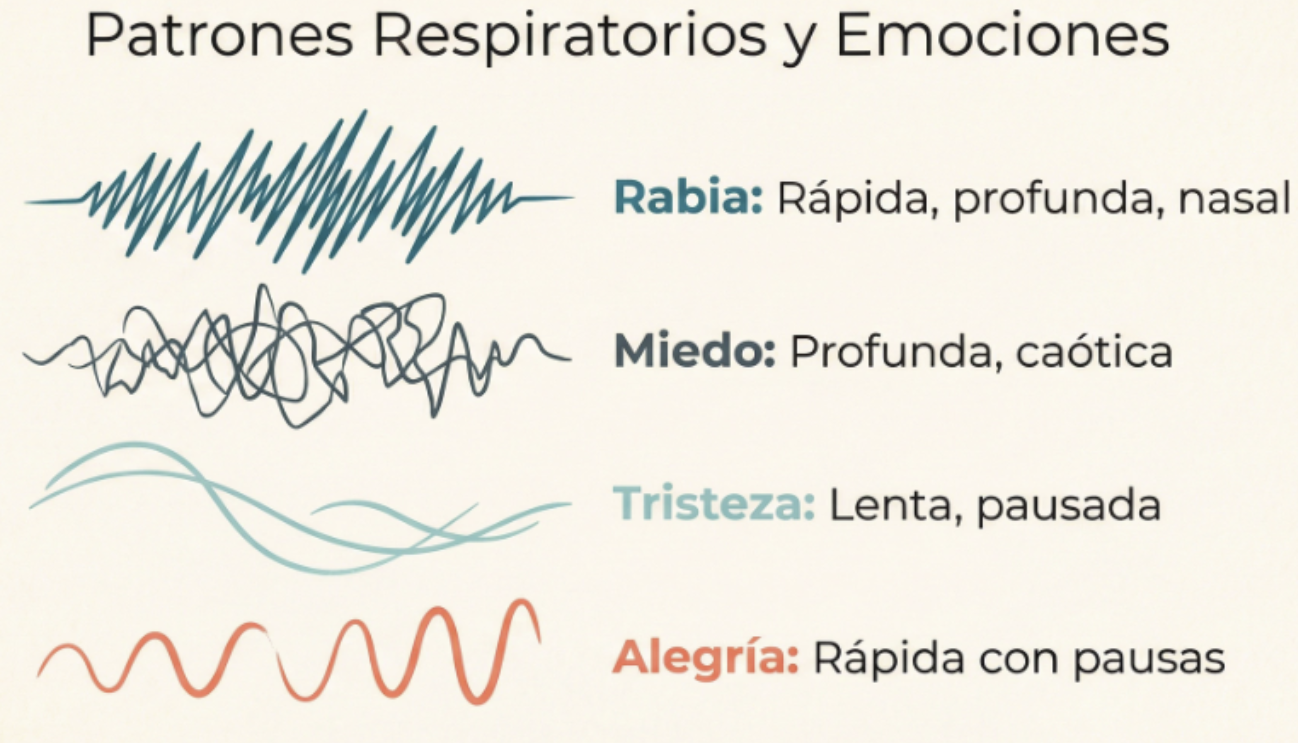 Patrones Respiratorios y Emociones
Rabia: Rápida, profunda, nasal
Miedo: Profunda, caótica
Tristeza: Lenta, pausada
Alegría: Rápida con pausas